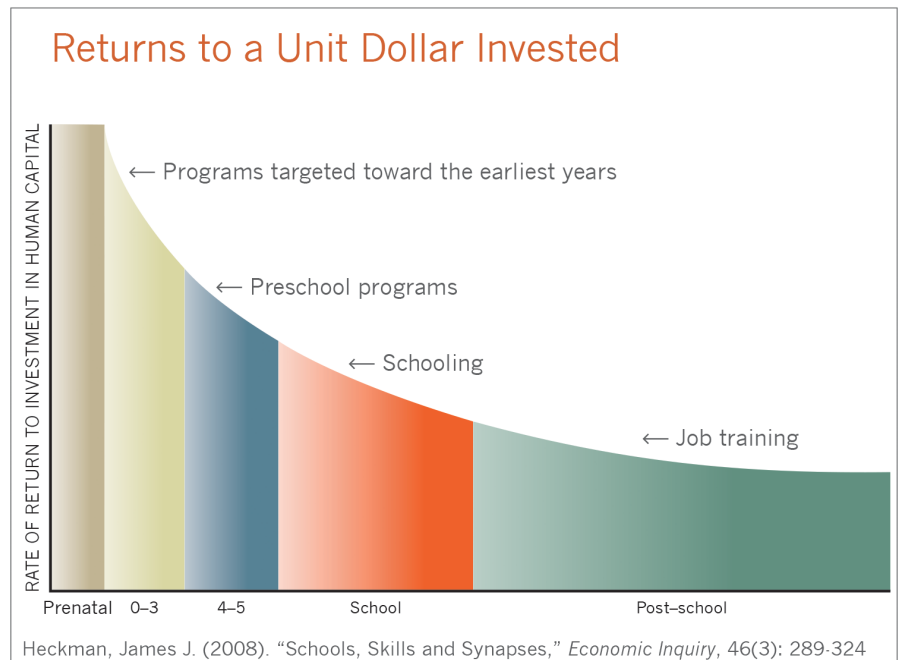 Returns to a Unit Dollar Invested
RATE OF RETURN TO INVESTMENT IN HUMAN CAPITAL
← Programs targeted toward the earliest years
← Preschool programs
← Schooling
← Job training
Prenatal 0–3 4–5 School Post–school
Heckman, James J. (2008). “Schools, Skills and Synapses,” Economic Inquiry, 46(3): 289-324